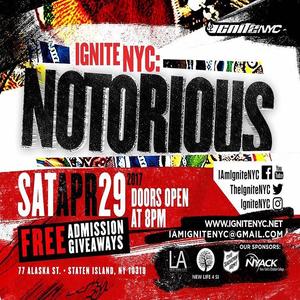 igniteNYC
IGNITE NYC:
NOTORIOUS
SAT APR 29 2017
DOORS OPEN
AT 8PM
FREE ADMISSION
GIVEAWAYS
77 ALASKA ST. • STATEN ISLAND, NY 10310
IAmIgniteNYC
TheIgniteNYC
IgniteNYC
WWW.IGNITENYC.NET
IAMIGNITENYC@GMAIL.COM
OUR SPONSORS:
LA
NEW LIFE 4 SI
NYACK